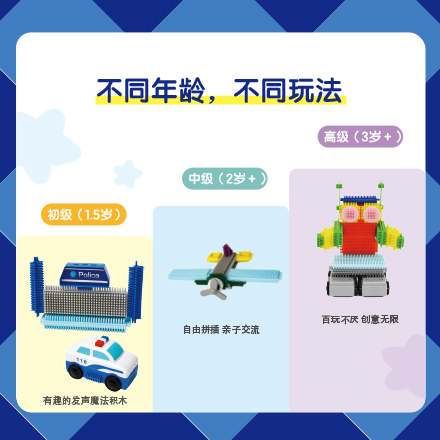 不同年龄，不同玩法
高级（3岁+）
中级（2岁+）
初级（1.5岁）
Police
110
自由拼插 亲子交流
百玩不厌 创意无限
有趣的发声魔法积木